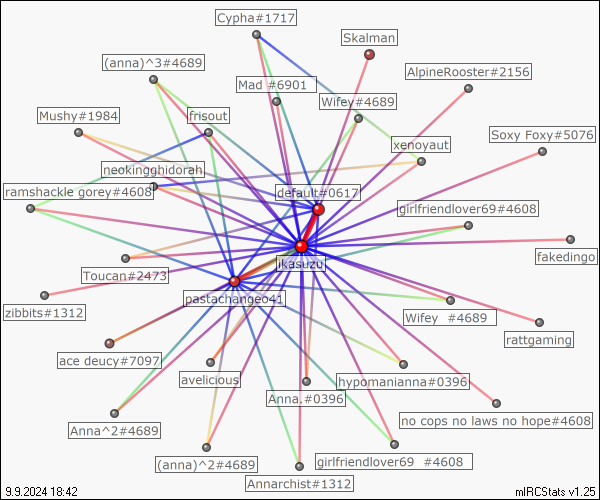 Cypha#1717
Skalman
(anna)^3#4689
AlpineRooster#2156
Mad #6901
Wifey#4689
Mushy#1984
frisout
Soxy Foxy#5076
xenoyaut
neokingghidorah
ramshackle gorey#4608
default#0617
girlfriendlover69#4608
fakedingo
ikasuzu
Toucan#2473
pastachangeo41
zibbits#1312
Wifey #4689
rattgaming
ace deucy#7097
avelicious
hypomanianna#0396
Anna.#0396
no cops no laws no hope#4608
Anna^2#4689
(anna)^2#4689
girlfriendlover69 #4608
Annarchist#1312
9.9.2024 18:42
mIRCStats v1.25